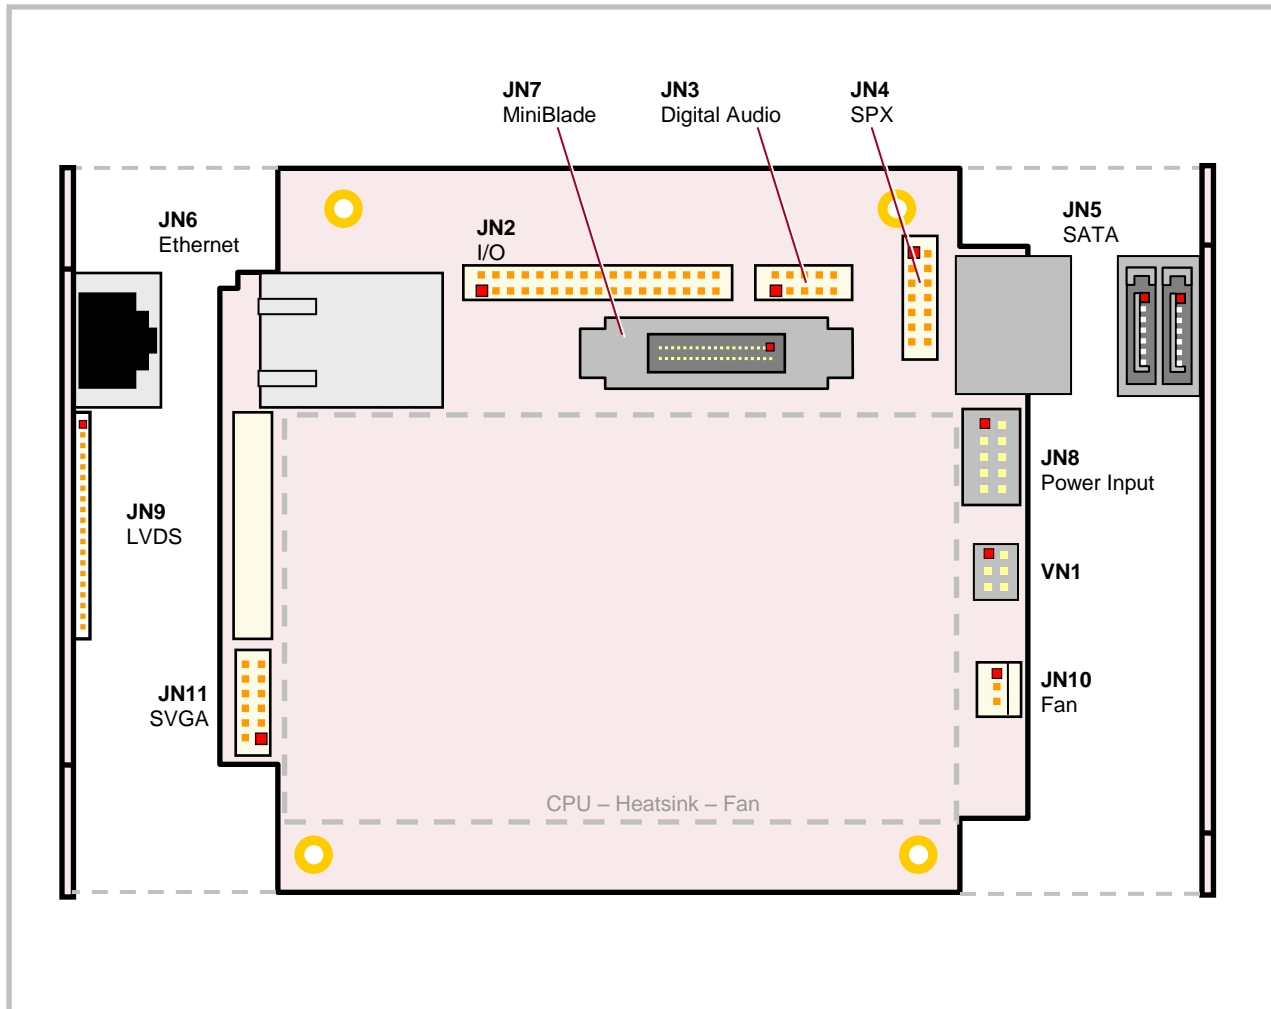 JN7
MiniBlade
JN3
Digital Audio
JN4
SPX
JN6
Ethernet
JN2
I/O
JN5
SATA
JN8
Power Input
JN9
LVDS
VN1
JN11
SVGA
JN10
Fan
CPU – Heatsink – Fan